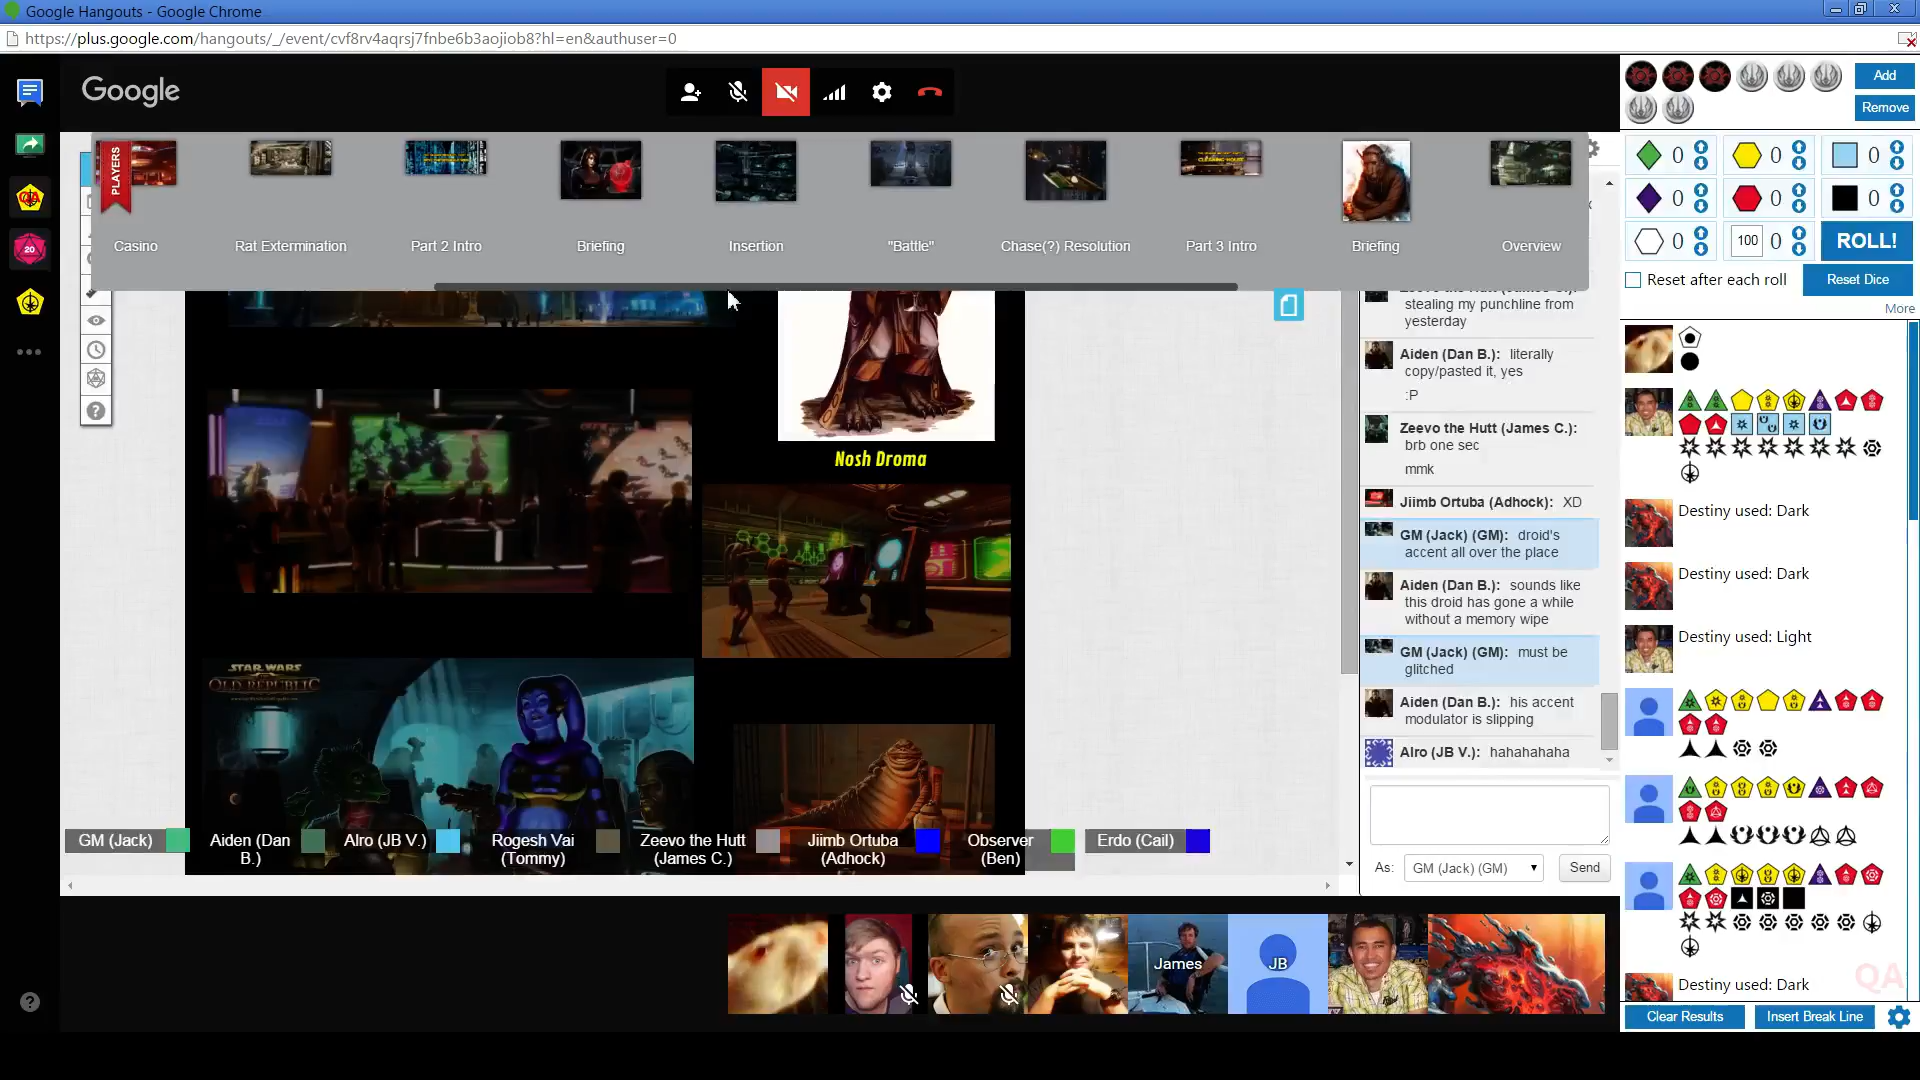 Google Hangouts - Google Chrome
https://plus.google.com/hangouts/_/event/cvf8rv4aqrsj7fnbe6b3aojiob8?hl=en&authuser=0
Google
PLAYERS
Casino
Rat Extermination
Part 2 Intro
Briefing
Insertion
"Battle"
Chase(?) Resolution
Part 3 Intro
Briefing
Overview
Nosh Droma
STAR WARS
THE OLD REPUBLIC
GM (Jack)
Aiden (Dan
B.)
Alro (JB V.)
Rogesh Vai
(Tommy)
Zeevo the Hutt
(James C.)
Jiimb Ortuba
(Adhock)
Observer
(Ben)
Erdo (Cail)
stealing my punchline from
yesterday
Aiden (Dan B.): literally
copy/pasted it, yes
:P
Zeevo the Hutt (James C.):
brb one sec
mmk
Jiimb Ortuba (Adhock): XD
GM (Jack) (GM): droid's
accent all over the place
Aiden (Dan B.): sounds like
this droid has gone a while
without a memory wipe
GM (Jack) (GM): must be
glitched
Aiden (Dan B.): his accent
modulator is slipping
Alro (JB V.): hahahahaha
As:
GM (Jack) (GM)
Send
James
JB
Add
Remove
0 0 0
0 0 0
0 100 0
ROLL!
Reset after each roll
Reset Dice
More
Destiny used: Dark
Destiny used: Dark
Destiny used: Light
Destiny used: Dark
QA
Clear Results
Insert Break Line
20